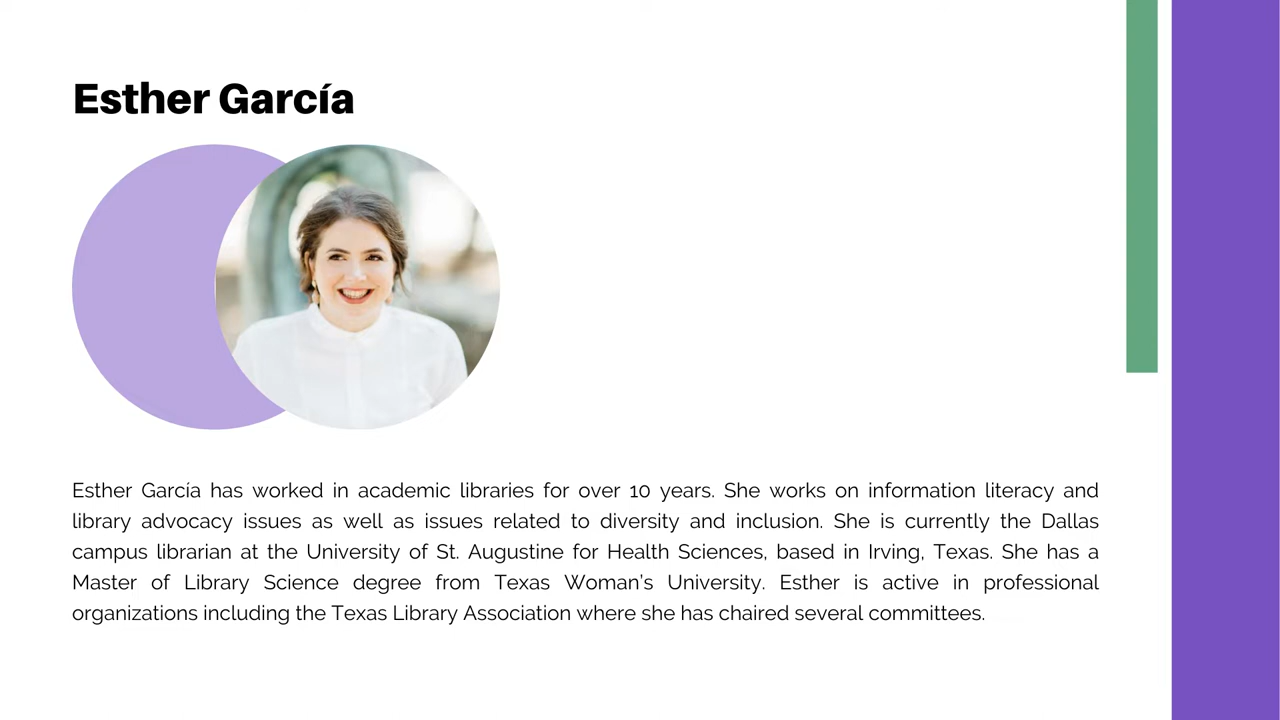 Esther García
Esther García has worked in academic libraries for over 10 years. She works on information literacy and
library advocacy issues as well as issues related to diversity and inclusion. She is currently the Dallas
campus librarian at the University of St. Augustine for Health Sciences, based in Irving, Texas. She has a
Master of Library Science degree from Texas Woman's University. Esther is active in professional
organizations including the Texas Library Association where she has chaired several committees.